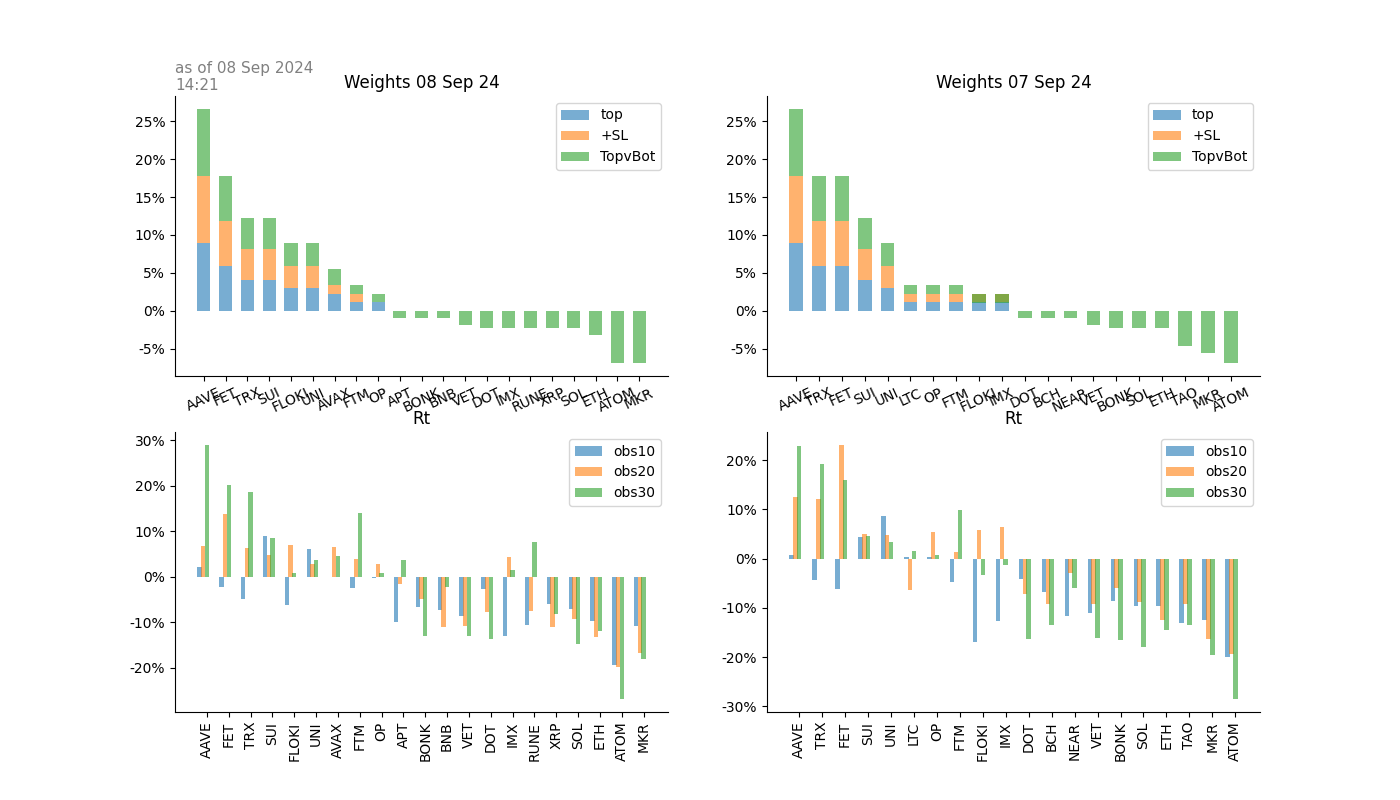 as of 08 Sep 2024
14:21
Weights 08 Sep 24
25%
20%
15%
10%
5%
0%
-5%
top
+SL
TopvBot
AAVE FET TRX SUI FLOKI UNI AVAX FTM OP APT BONK BNB VET DOT IMX RUNE XRP SOL ETH ATOM MKR
Weights 07 Sep 24
25%
20%
15%
10%
5%
0%
-5%
top
+SL
TopvBot
AAVE TRX FET SUI UNI LTC OP FTM FLOKI IMX DOT BCH NEAR VET BONK SOL ETH TAO MKR ATOM
Rt
30%
20%
10%
0%
-10%
-20%
obs10
obs20
obs30
AAVE FET TRX SUI FLOKI UNI AVAX FTM OP APT BONK BNB VET DOT IMX RUNE XRP SOL ETH ATOM MKR
Rt
20%
10%
0%
-10%
-20%
-30%
obs10
obs20
obs30
AAVE TRX FET SUI UNI LTC OP FTM FLOKI IMX DOT BCH NEAR VET BONK SOL ETH TAO MKR ATOM